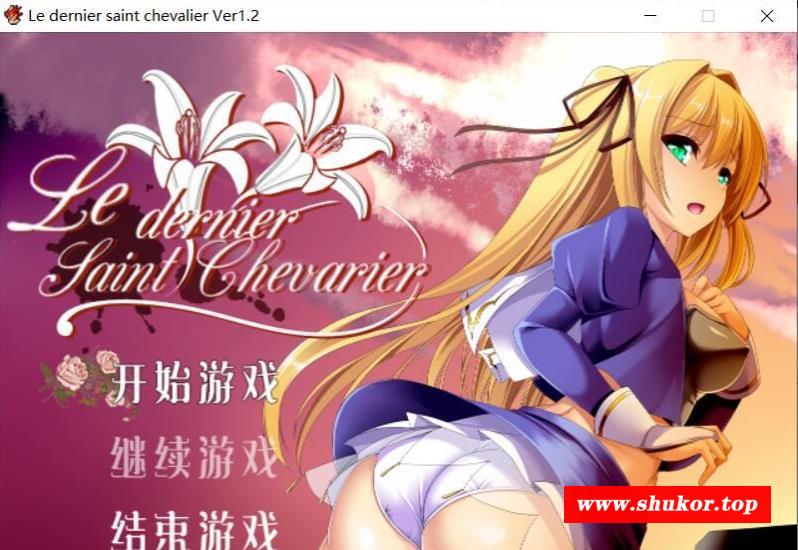 Le dernier saint chevalier Ver1.2
Le dernier
Saint Chevarier
开始游戏
继续游戏
结束游戏
www.shukor.top